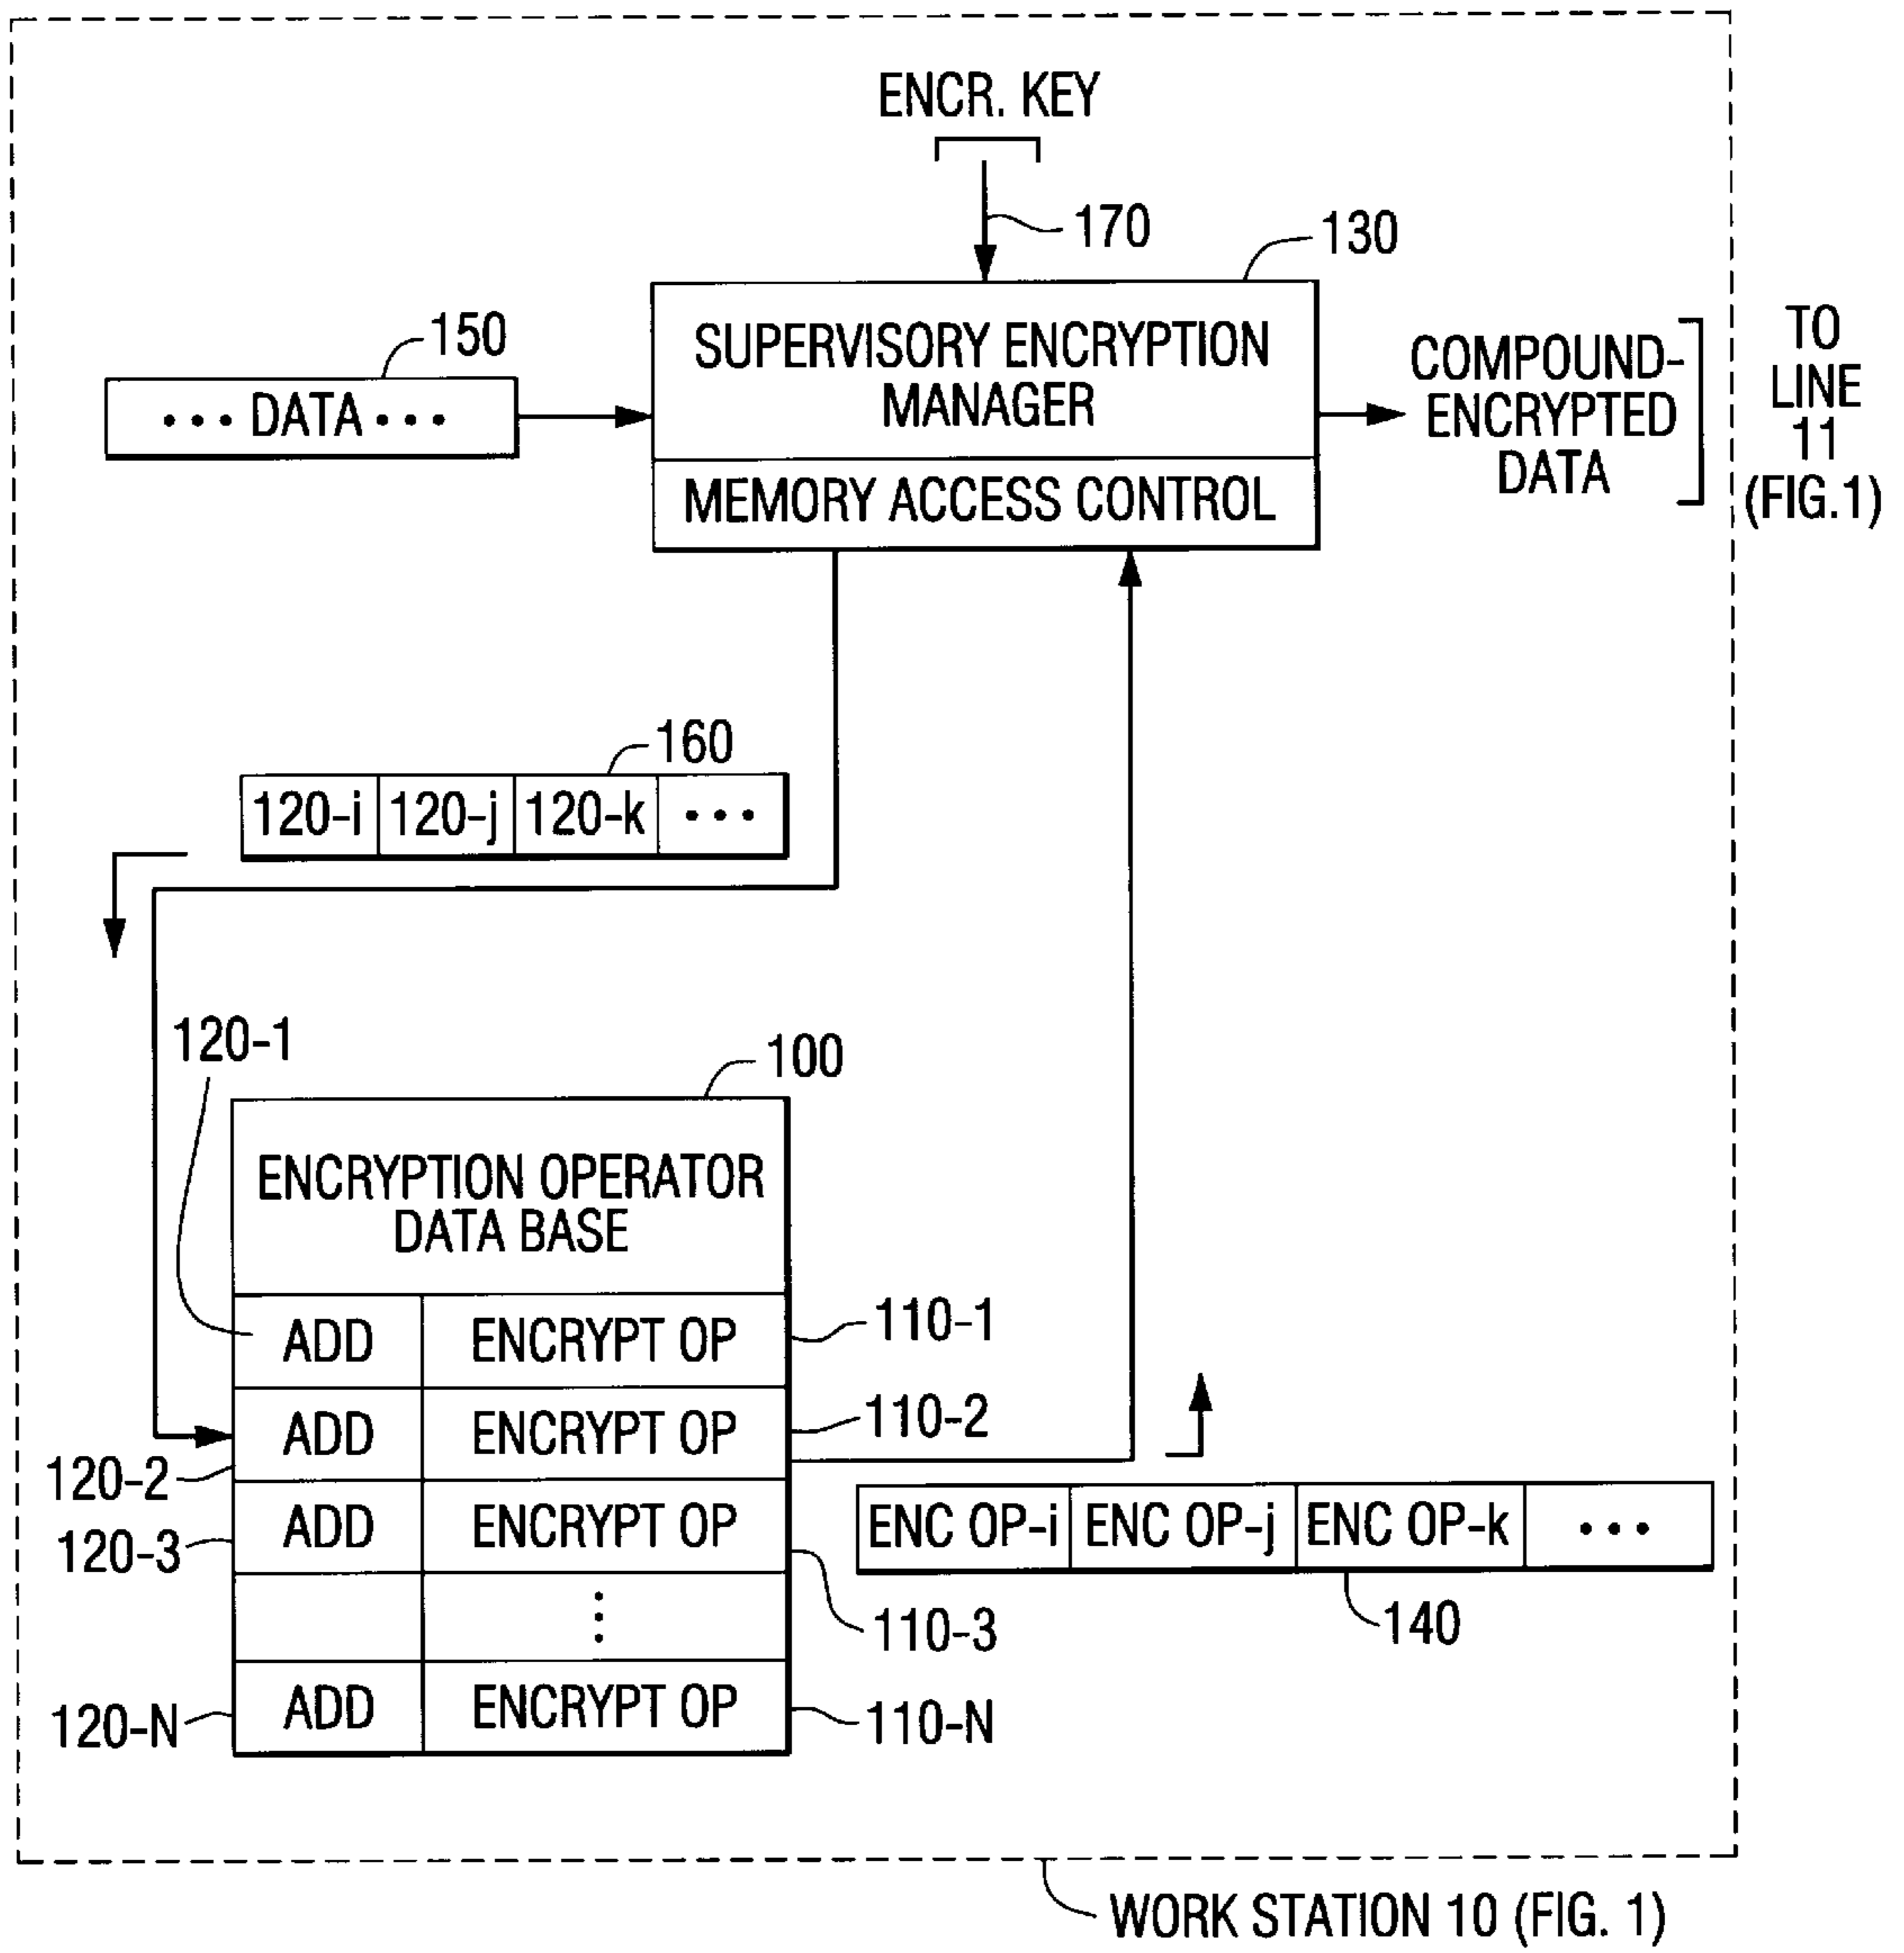 ENCR. KEY
170
130
150
••• DATA •••
SUPERVISORY ENCRYPTION
MANAGER
MEMORY ACCESS CONTROL
COMPOUND-
ENCRYPTED
DATA
TO
LINE
11
(FIG.1)
160
120-i 120-j 120-k •••
120-1
100
ENCRYPTION OPERATOR
DATA BASE
ADD ENCRYPT OP 110-1
ADD ENCRYPT OP 110-2
120-2
120-3 ADD ENCRYPT OP
ENC OP-i ENC OP-j ENC OP-k •••
110-3
140
120-N ADD ENCRYPT OP 110-N
WORK STATION 10 (FIG. 1)